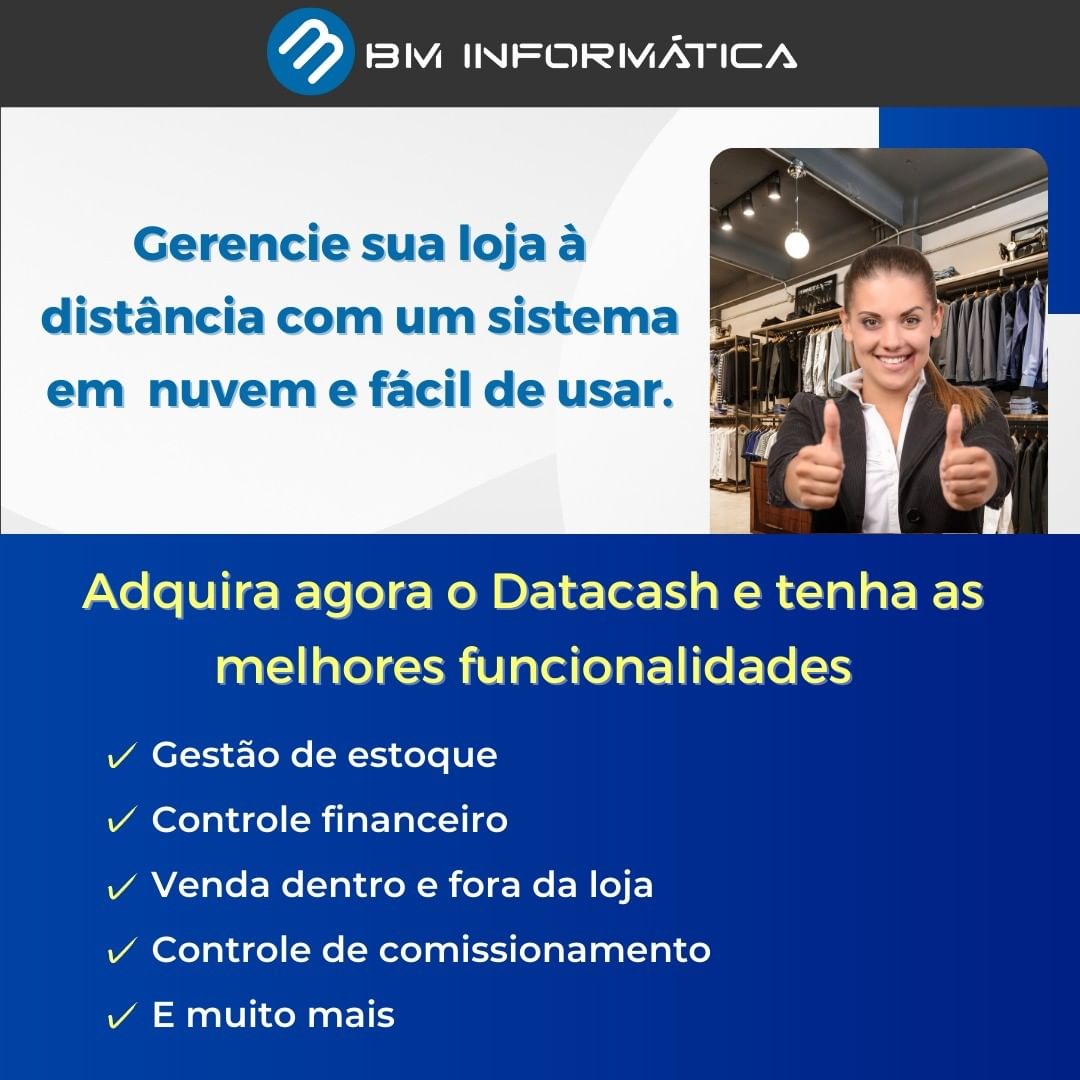 BM INFORMÁTICA
Gerencie sua loja à
distância com um sistema
em nuvem e fácil de usar.
Adquira agora o Datacash e tenha as
melhores funcionalidades
✓ Gestão de estoque
✓ Controle financeiro
✓ Venda dentro e fora da loja
✓ Controle de comissionamento
✓ E muito mais